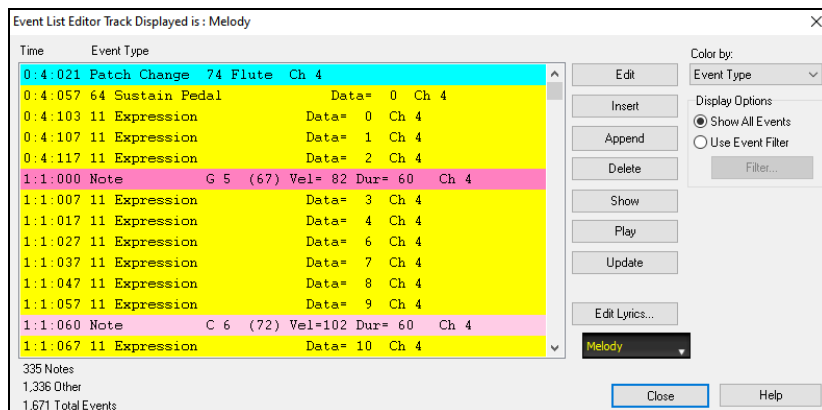 Event List Editor Track Displayed is : Melody
Time Event Type
0:4:021 Patch Change 74 Flute Ch 4
0:4:057 64 Sustain Pedal Data= 0 Ch 4
0:4:103 11 Expression Data= 0 Ch 4
0:4:107 11 Expression Data= 1 Ch 4
0:4:117 11 Expression Data= 2 Ch 4
1:1:000 Note G 5 (67) Vel= 82 Dur= 60 Ch 4
1:1:007 11 Expression Data= 3 Ch 4
1:1:017 11 Expression Data= 4 Ch 4
1:1:027 11 Expression Data= 6 Ch 4
1:1:037 11 Expression Data= 7 Ch 4
1:1:047 11 Expression Data= 8 Ch 4
1:1:057 11 Expression Data= 9 Ch 4
1:1:060 Note C 6 (72) Vel=102 Dur= 60 Ch 4
1:1:067 11 Expression Data= 10 Ch 4
335 Notes
1,336 Other
1,671 Total Events
Edit
Insert
Append
Delete
Show
Play
Update
Edit Lyrics...
Melody
Color by:
Event Type
Display Options
Show All Events
Use Event Filter
Filter...
Close
Help